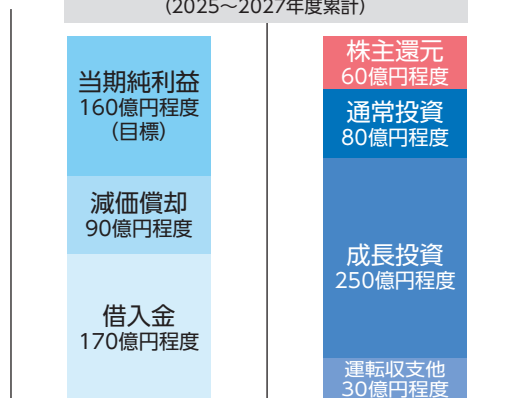 (2025～2027年度累計)
当期純利益
160億円程度
(目標)
減価償却
90億円程度
借入金
170億円程度
株主還元
60億円程度
通常投資
80億円程度
成長投資
250億円程度
運転収支他
30億円程度